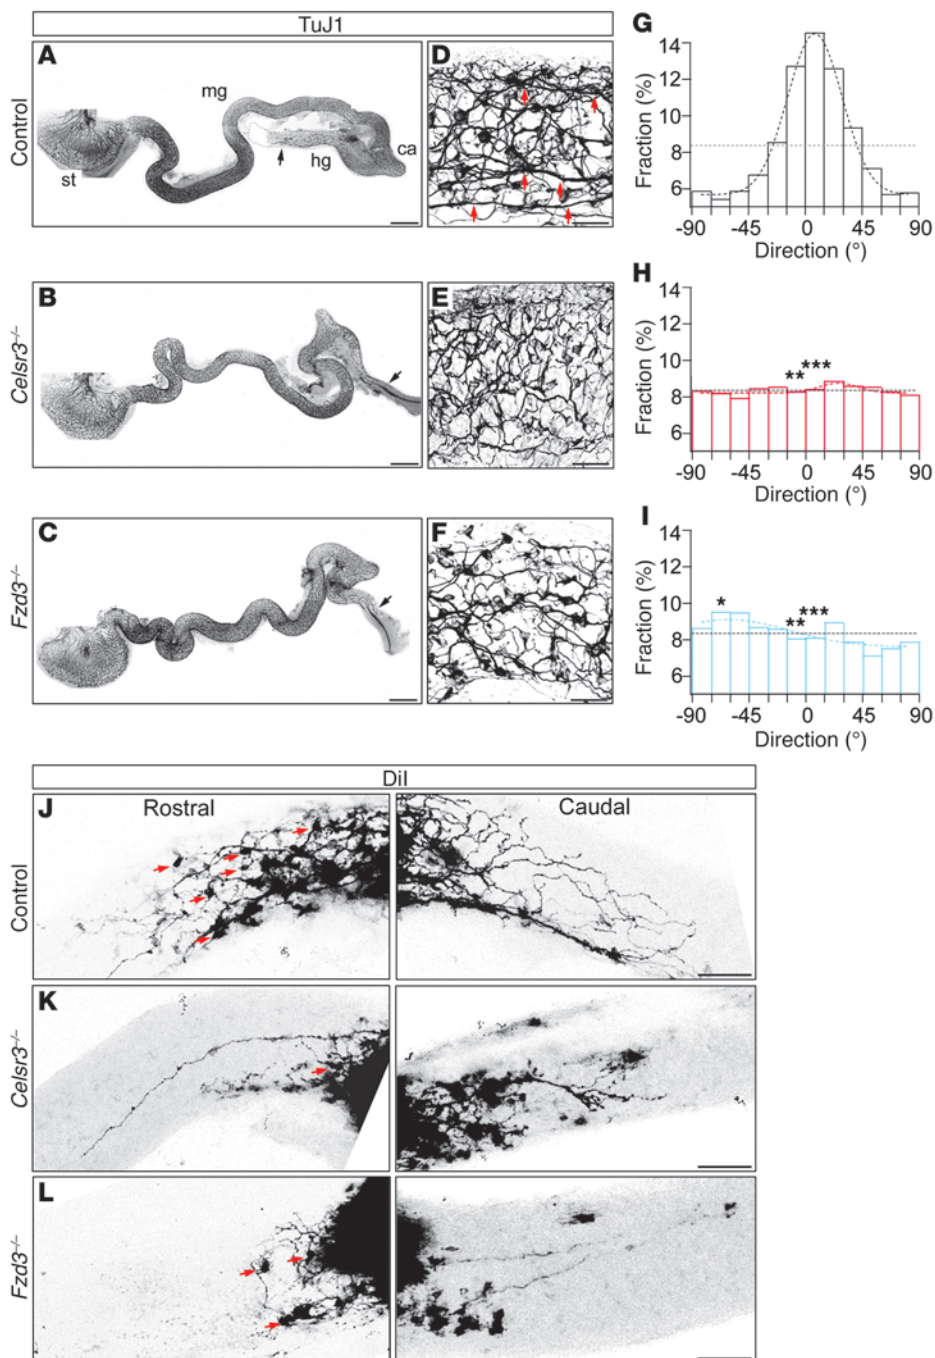 TuJ1
Control
A
st
mg
hg
ca
D
G
Fraction (%)
14
12
10
8
6
-90 -45 0 45 90
Direction (°)
Celsr3–/–
B
E
H
Fraction (%)
14
12
10
8
6
** ***
-90 -45 0 45 90
Direction (°)
Fzd3–/–
C
F
I
Fraction (%)
14
12
10
8
6
* ** ***
-90 -45 0 45 90
Direction (°)
DiI
Control
J
Rostral
Caudal
Celsr3–/–
K
Fzd3–/–
L